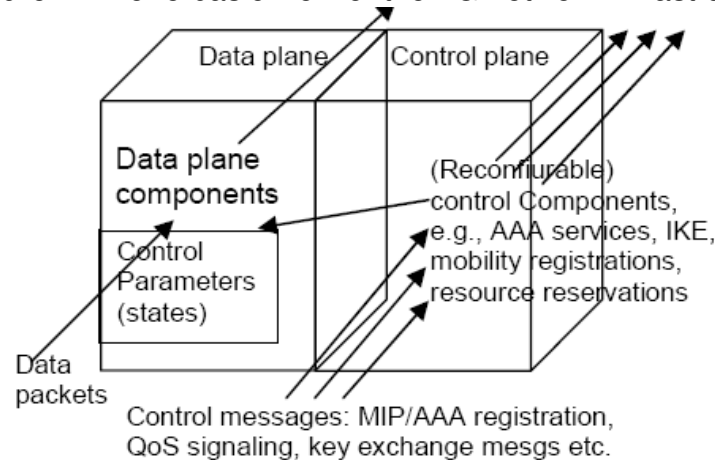 Data plane
Control plane
Data plane
components
(Reconfiurable)
control Components,
e.g., AAA services, IKE,
mobility registrations,
resource reservations
Control
Parameters
(states)
Data
packets
Control messages: MIP/AAA registration,
QoS signaling, key exchange mesgs etc.